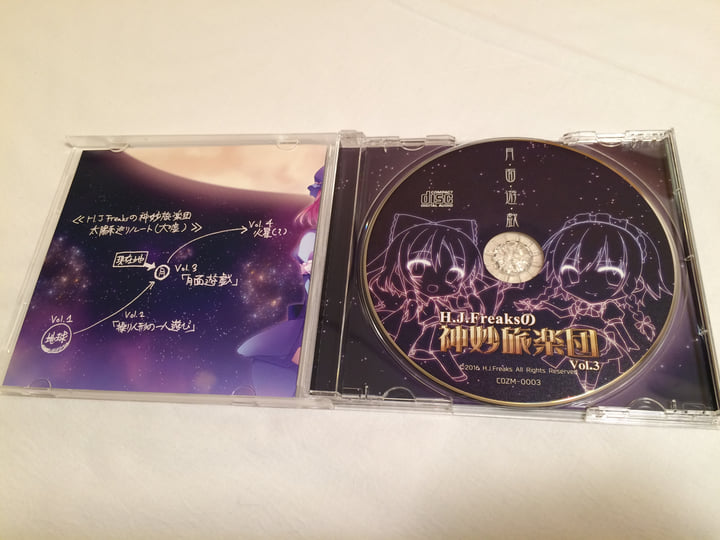 ≪H.J.Freaksの神妙旅楽団
太陽系巡りルート(大嘘)≫
Vol.4
火星(?)
現在地
月
Vol.3
「月面遊戯」
Vol.2
「操り人形の一人遊び」
Vol.1
地球
月面遊戯
COMPACT
disc
DIGITAL AUDIO
H.J.Freaksの
神妙旅楽団
Vol.3
©2016 H.J.Freaks All Rights Reserved
CDZM-0003